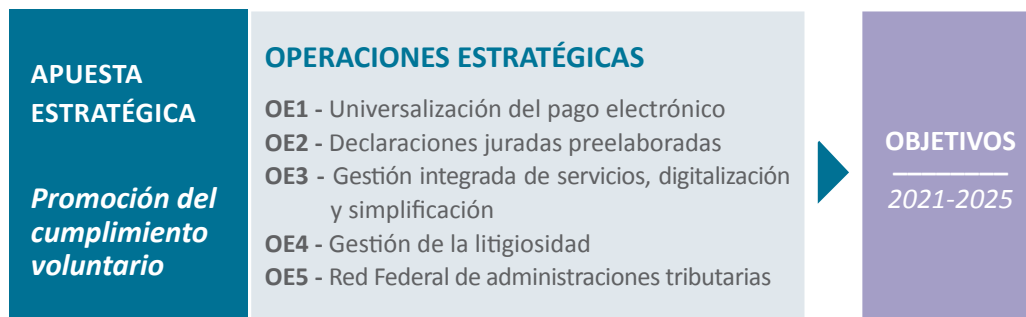 APUESTA
ESTRATÉGICA
Promoción del
cumplimiento
voluntario
OPERACIONES ESTRATÉGICAS
OE1 - Universalización del pago electrónico
OE2 - Declaraciones juradas preelaboradas
OE3 - Gestión integrada de servicios, digitalización
y simplificación
OE4 - Gestión de la litigiosidad
OE5 - Red Federal de administraciones tributarias
OBJETIVOS
2021-2025